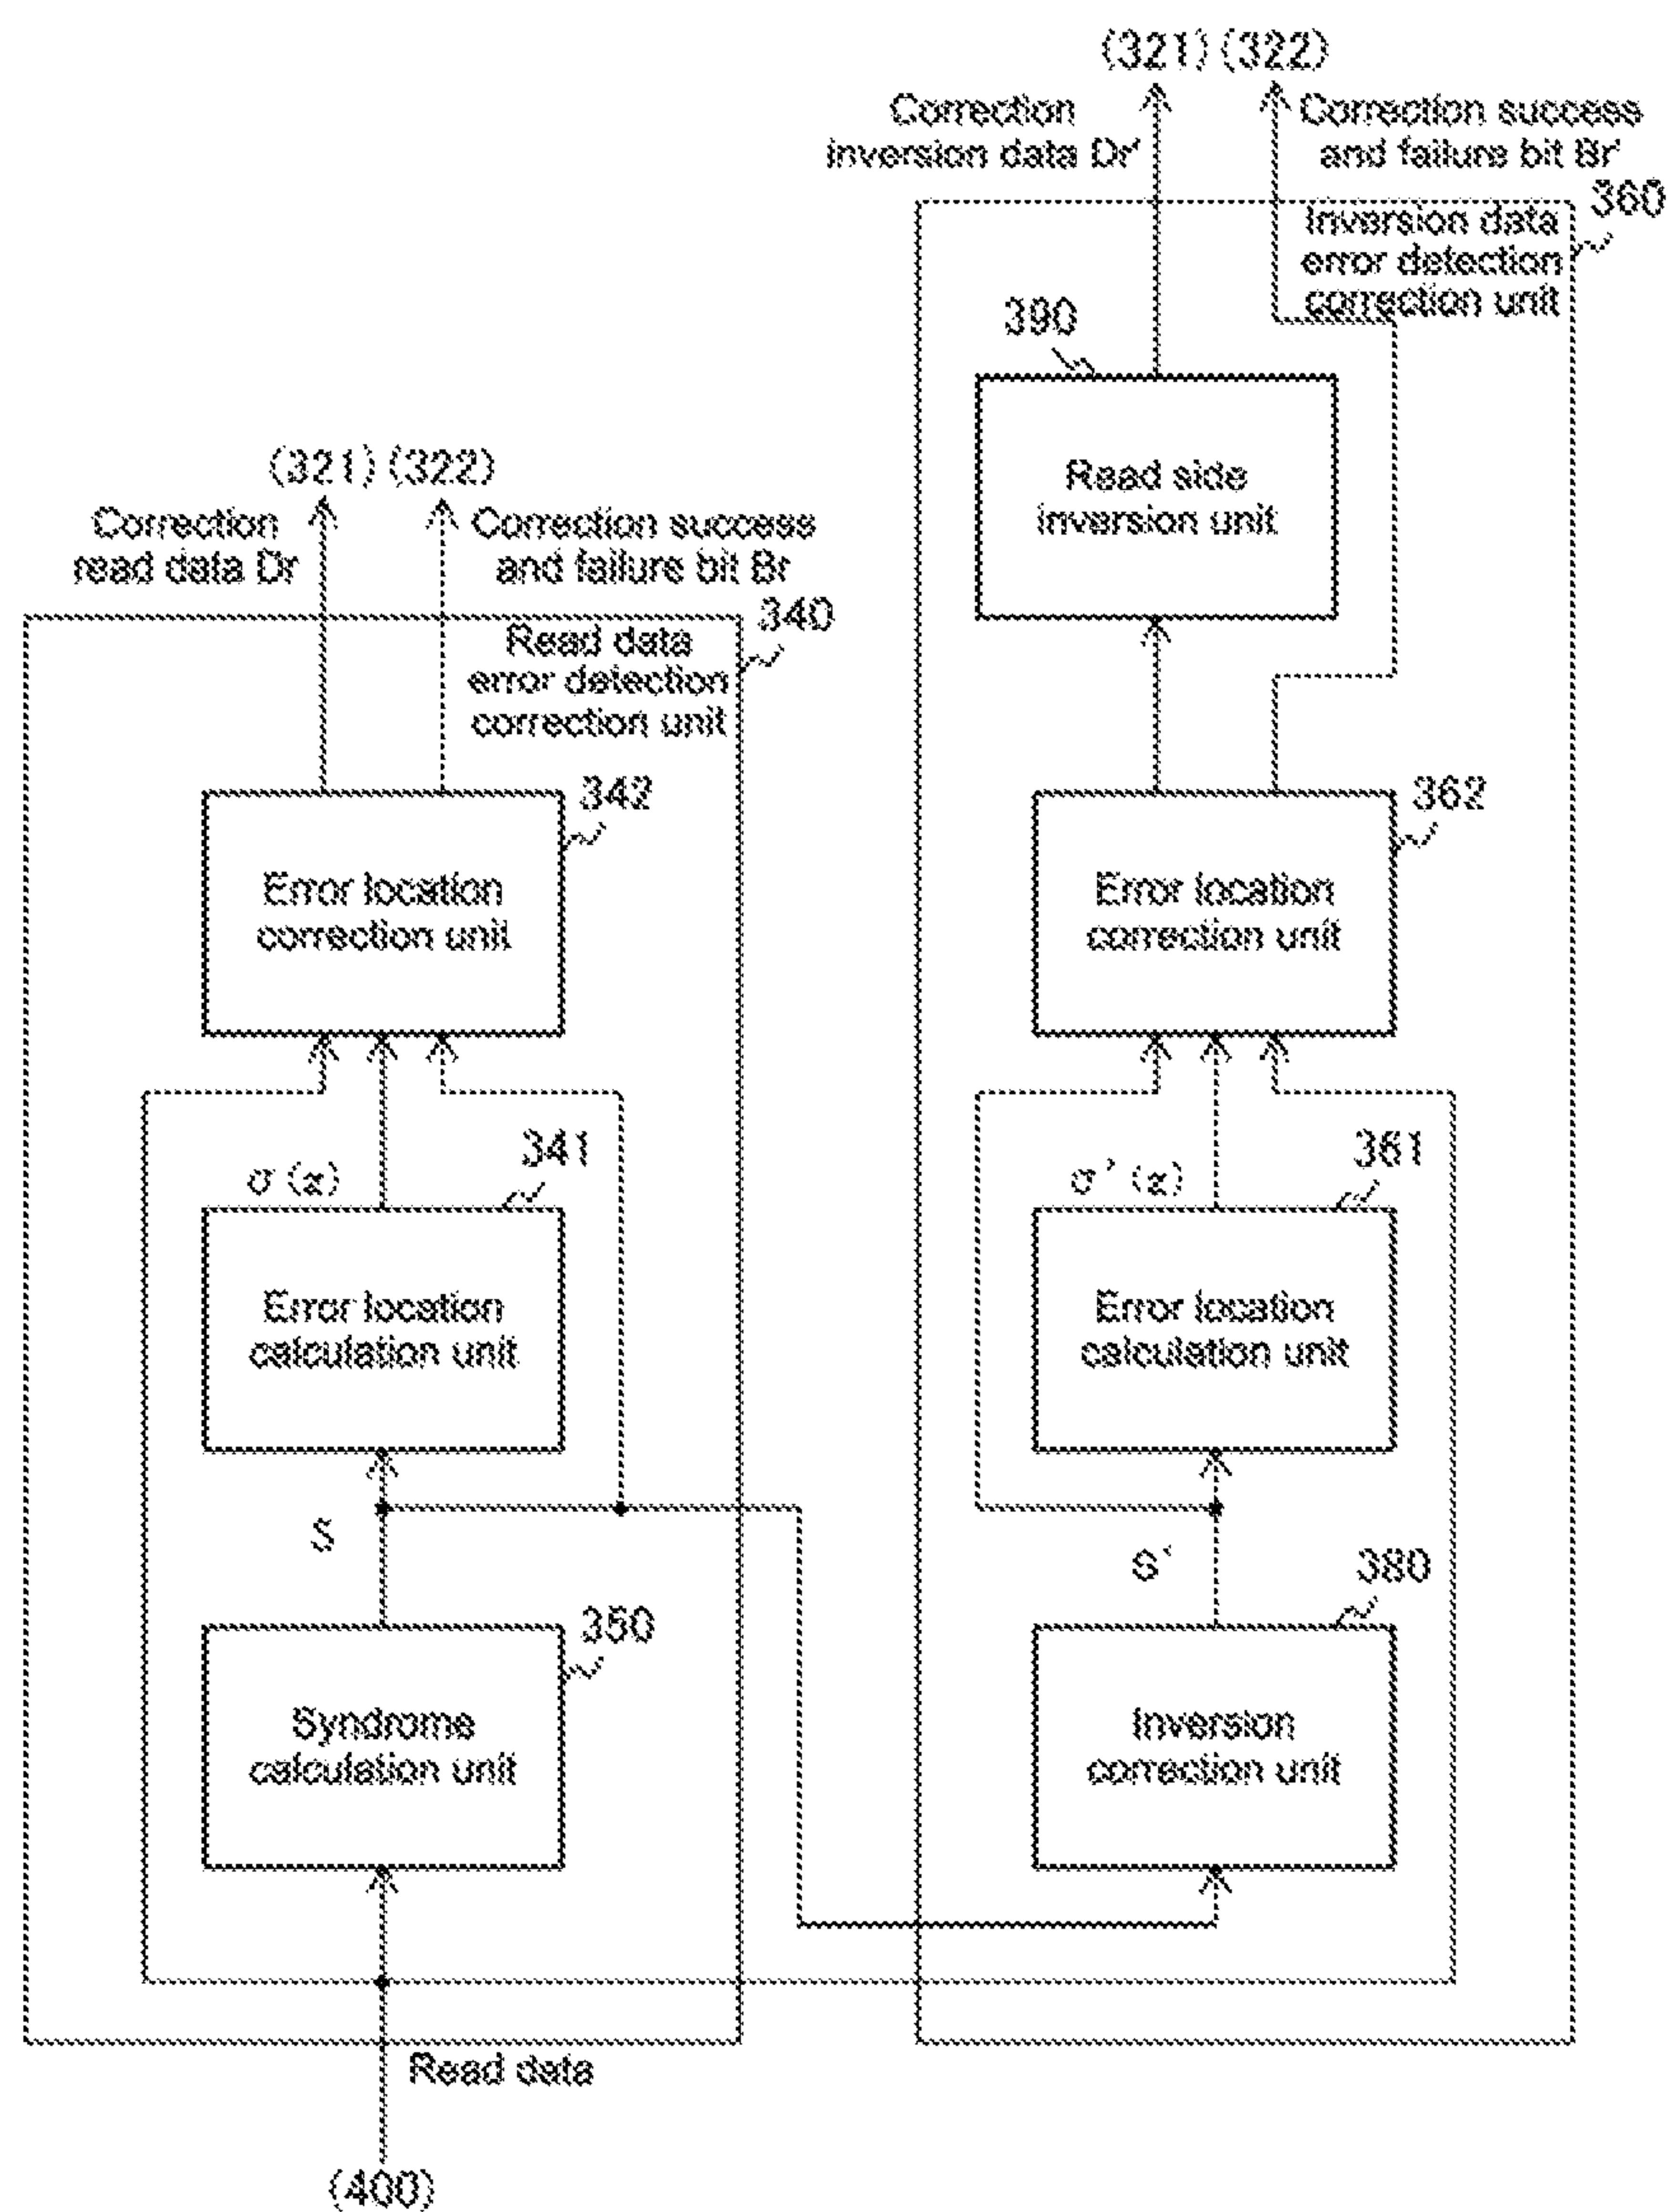 (321) (322)
Correction
inversion data Dr'
Correction success
and failure bit Br'
360
Inversion data
error detection
correction unit
390
Read side
inversion unit
(321) (322)
Correction
read data Dr
Correction success
and failure bit Br
340
Read data
error detection
correction unit
342
Error location
correction unit
362
Error location
correction unit
σ (x)
341
Error location
calculation unit
σ' (x)
361
Error location
calculation unit
S
350
Syndrome
calculation unit
S'
380
Inversion
correction unit
Read data
(400)